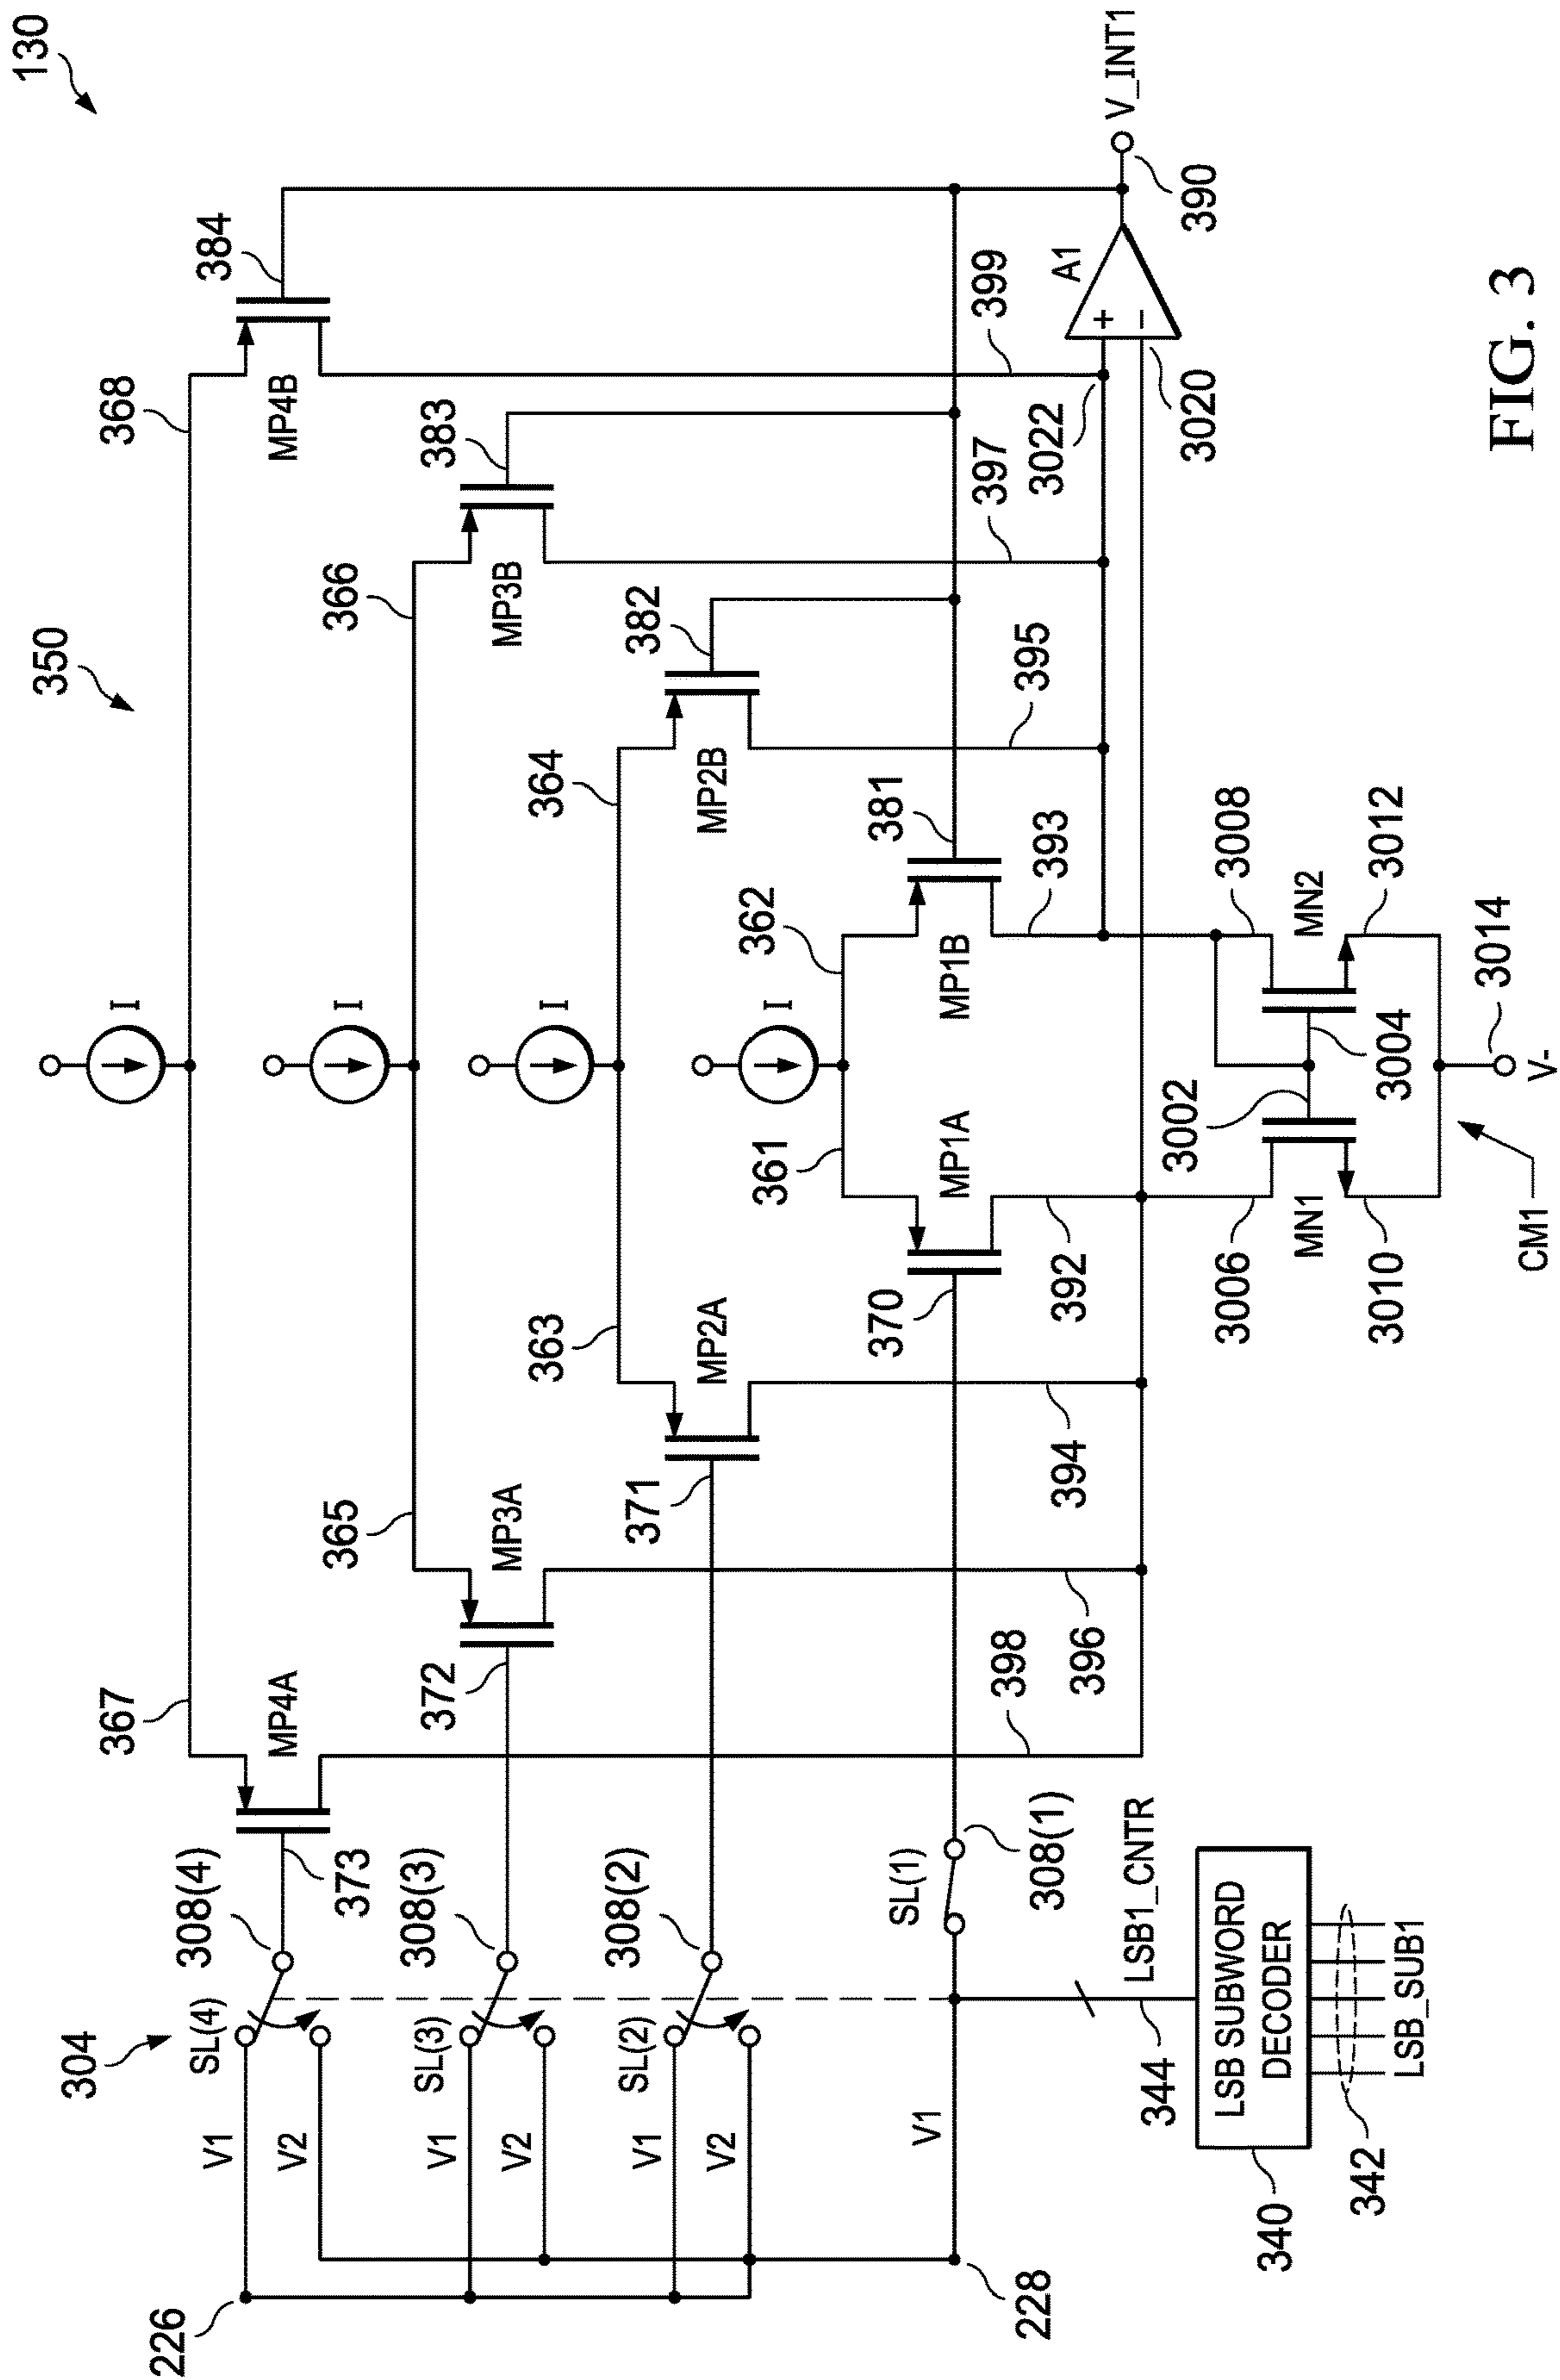 130
350
304
I
I
I
I
367
368
MP4A
MP4B
373
384
308(4)
SL(4)
V1
V2
365
366
MP3A
MP3B
372
383
308(3)
SL(3)
V1
V2
363
364
MP2A
MP2B
371
382
308(2)
SL(2)
V1
V2
361
362
MP1A
MP1B
370
381
SL(1)
308(1)
V1
226
228
398
396
394
392
393
395
397
399
3022
3020
A1
+
-
V_INT1
390
LSB1_CNTR
344
LSB SUBWORD
DECODER
340
342
LSB_SUB1
3006
3002
3004
3008
MN1
MN2
3010
3012
3014
V-
CM1
FIG. 3